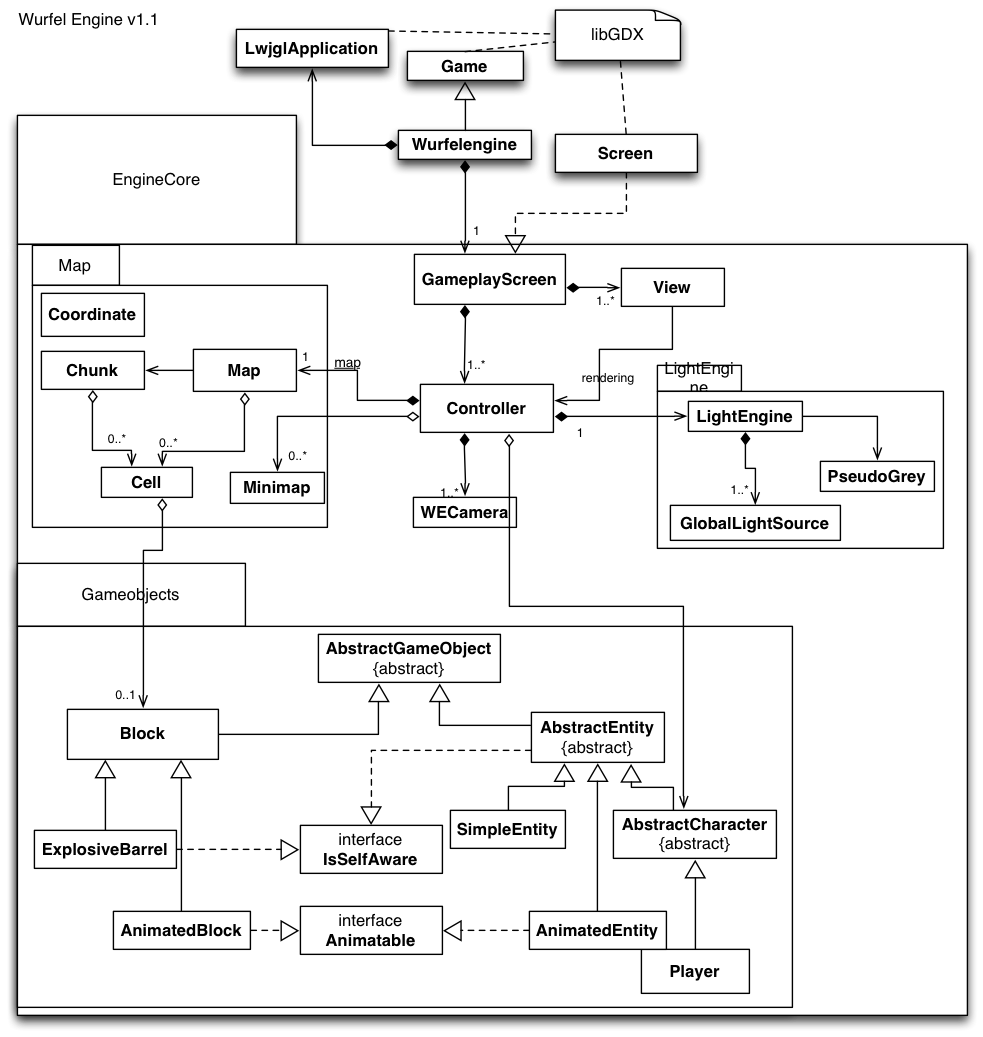 Wurfel Engine v1.1
libGDX
LwjglApplication
Game
Wurfelengine
Screen
EngineCore
1
Map
GameplayScreen
View
1..*
Coordinate
Chunk
Map
1
map
1..*
rendering
LightEngi
ne
Controller
LightEngine
1
0..*
0..*
0..*
Cell
Minimap
1..*
WECamera
PseudoGrey
1..*
GlobalLightSource
Gameobjects
AbstractGameObject
{abstract}
0..1
Block
AbstractEntity
{abstract}
SimpleEntity
AbstractCharacter
{abstract}
ExplosiveBarrel
interface
IsSelfAware
AnimatedBlock
interface
Animatable
AnimatedEntity
Player